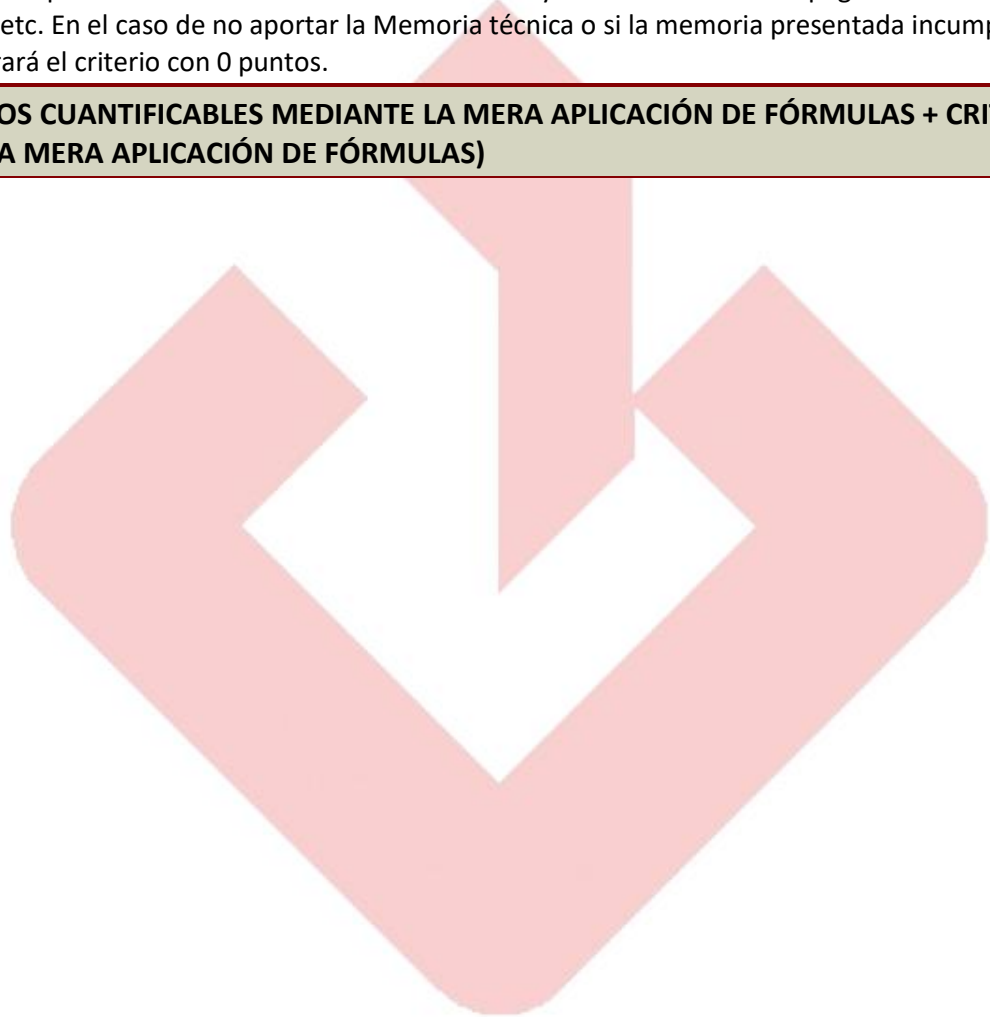 etc. En el caso de no aportar la Memoria técnica o si la memoria presentada incump
rará el criterio con 0 puntos.
OS CUANTIFICABLES MEDIANTE LA MERA APLICACIÓN DE FÓRMULAS + CRI
A MERA APLICACIÓN DE FÓRMULAS)